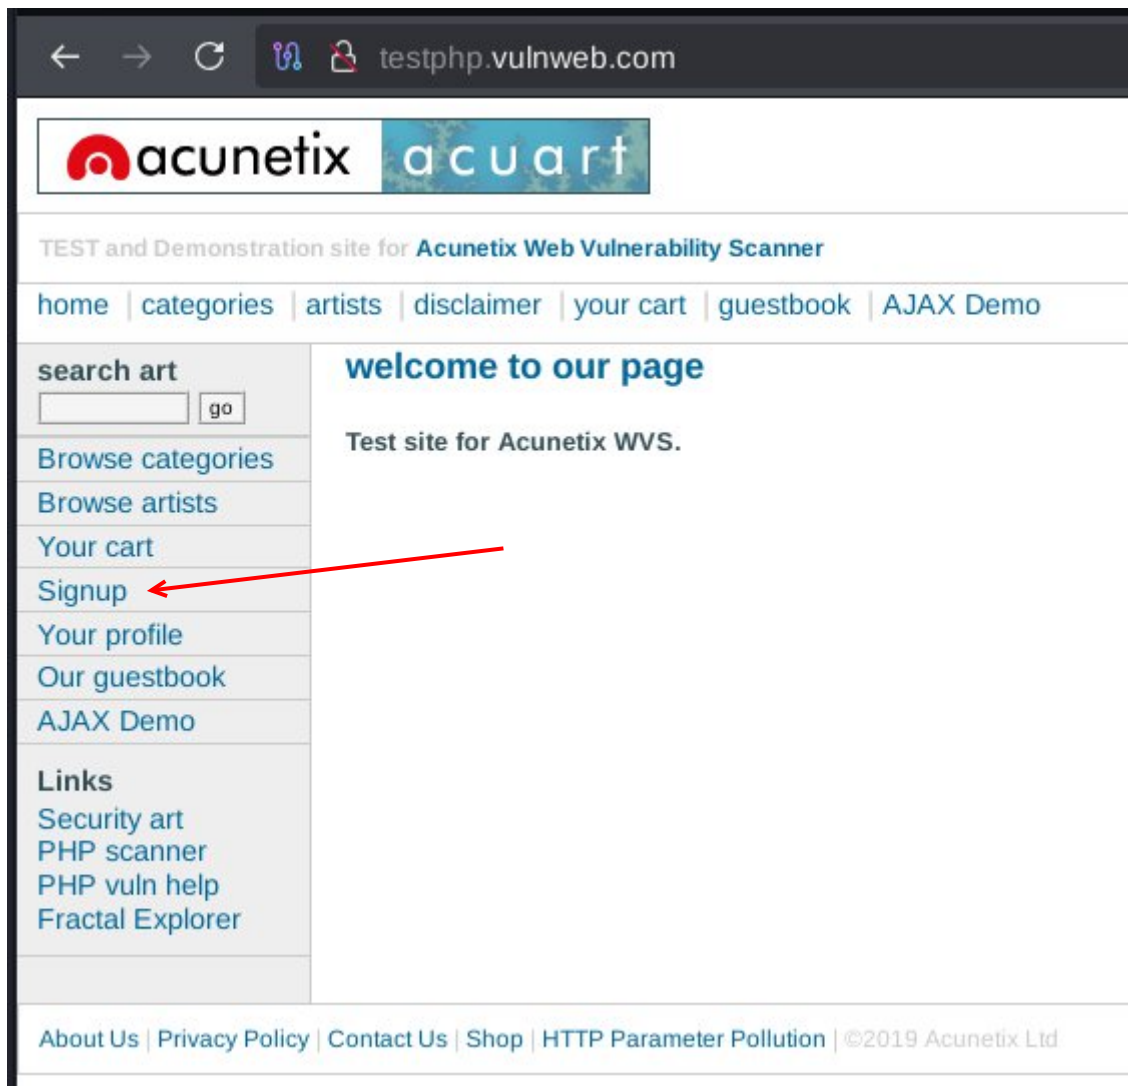 testphp.vulnweb.com
acunetix acuart
TEST and Demonstration site for Acunetix Web Vulnerability Scanner
home | categories | artists | disclaimer | your cart | guestbook | AJAX Demo
search art
go
welcome to our page
Test site for Acunetix WVS.
Browse categories
Browse artists
Your cart
Signup
Your profile
Our guestbook
AJAX Demo
Links
Security art
PHP scanner
PHP vuln help
Fractal Explorer
About Us | Privacy Policy | Contact Us | Shop | HTTP Parameter Pollution | ©2019 Acunetix Ltd